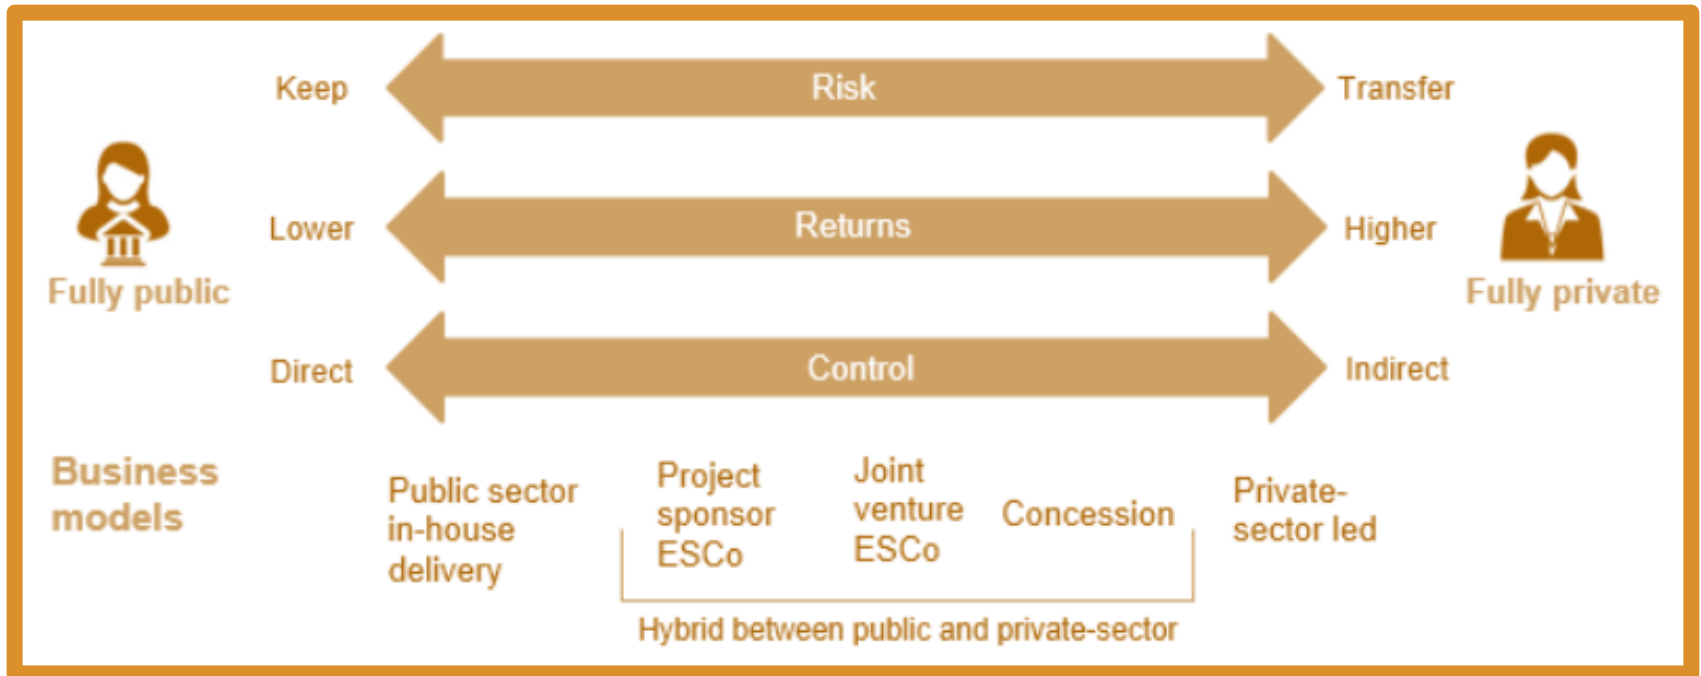 Keep
Risk
Transfer
Lower
Returns
Higher
Fully public
Fully private
Direct
Control
Indirect
Business
models
Public sector
in-house
delivery
Project
sponsor
ESCo
Joint
venture
ESCo
Concession
Private-
sector led
Hybrid between public and private-sector